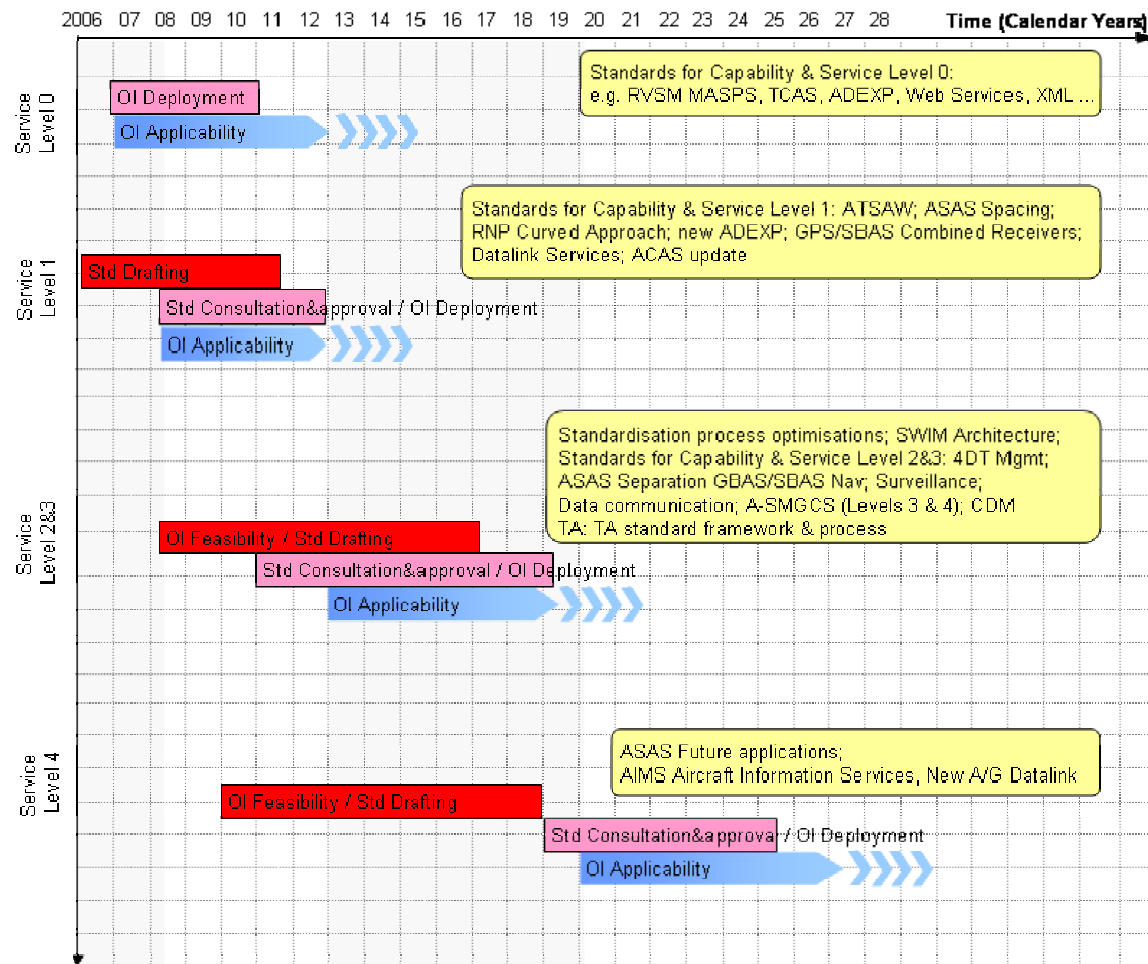 2006 07 08 09 10 11 12 13 14 15 16 17 18 19 20 21 22 23 24 25 26 27 28 Time (Calendar Years)
Service
Level 0
OI Deployment
OI Applicability
Standards for Capability & Service Level 0:
e.g. RVSM MASPS, TCAS, ADEXP, Web Services, XML ...
Service
Level 1
Standards for Capability & Service Level 1: ATSAW; ASAS Spacing;
RNP Curved Approach; new ADEXP; GPS/SBAS Combined Receivers;
Datalink Services; ACAS update
Std Drafting
Std Consultation&approval / OI Deployment
OI Applicability
Service
Level 2&3
Standardisation process optimisations; SWIM Architecture;
Standards for Capability & Service Level 2&3: 4DT Mgmt;
ASAS Separation GBAS/SBAS Nav; Surveillance;
Data communication; A-SMGCS (Levels 3 & 4); CDM
TA: TA standard framework & process
OI Feasibility / Std Drafting
Std Consultation&approval / OI Deployment
OI Applicability
Service
Level 4
ASAS Future applications;
AIMS Aircraft Information Services, New A/G Datalink
OI Feasibility / Std Drafting
Std Consultation&approval / OI Deployment
OI Applicability